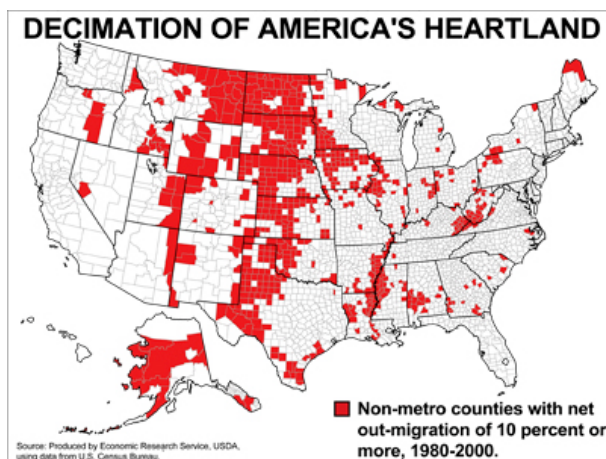 DECIMATION OF AMERICA'S HEARTLAND
Non-metro counties with net
out-migration of 10 percent or
more, 1980-2000.
Source: Produced by Economic Research Service, USDA,
using data from U.S. Census Bureau.